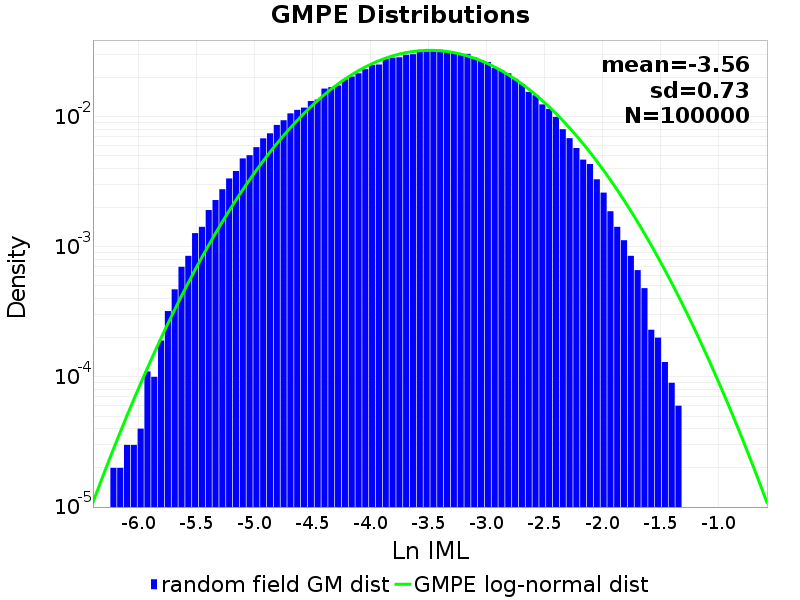 GMPE Distributions
mean=-3.56
sd=0.73
N=100000
Density
10-2
10-3
10-4
10-5
-6.0 -5.5 -5.0 -4.5 -4.0 -3.5 -3.0 -2.5 -2.0 -1.5 -1.0
Ln IML
random field GM dist GMPE log-normal dist